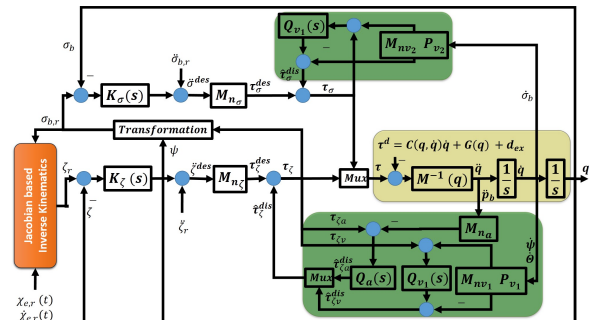 σ_b
−
K_σ(s)
σ̈_{b,r}
σ̈^{des}
M_{n_σ}
τ_σ^{des}
τ̂_σ^{dis}
τ_σ
Q_{v_1}(s)
−
M_{nv_2} P_{v_2}
σ̇_b
σ_{b,r}
Transformation
ψ
τ^d = C(q,q̇)q̇ + G(q) + d_{ex}
Jacobian based
Inverse Kinematics
ζ_r
ζ
−
K_ζ(s)
ζ̈_r
ζ̈^{des}
M_{n_ζ}
τ_ζ^{des}
τ̂_ζ^{dis}
τ_ζ
Mux
τ
−
M^{-1}(q)
q̈
p̈_b
1/s
q̇
1/s
q
τ_{ζa}
−
M_{n_a}
τ_{ζv}
ψ̇
Θ
τ̂_{ζa}^{dis}
Mux
Q_a(s)
Q_{v_1}(s)
M_{nv_1} P_{v_1}
τ̂_{ζv}^{dis}
−
χ_{e,r}(t)
χ̇_{e,r}(t)